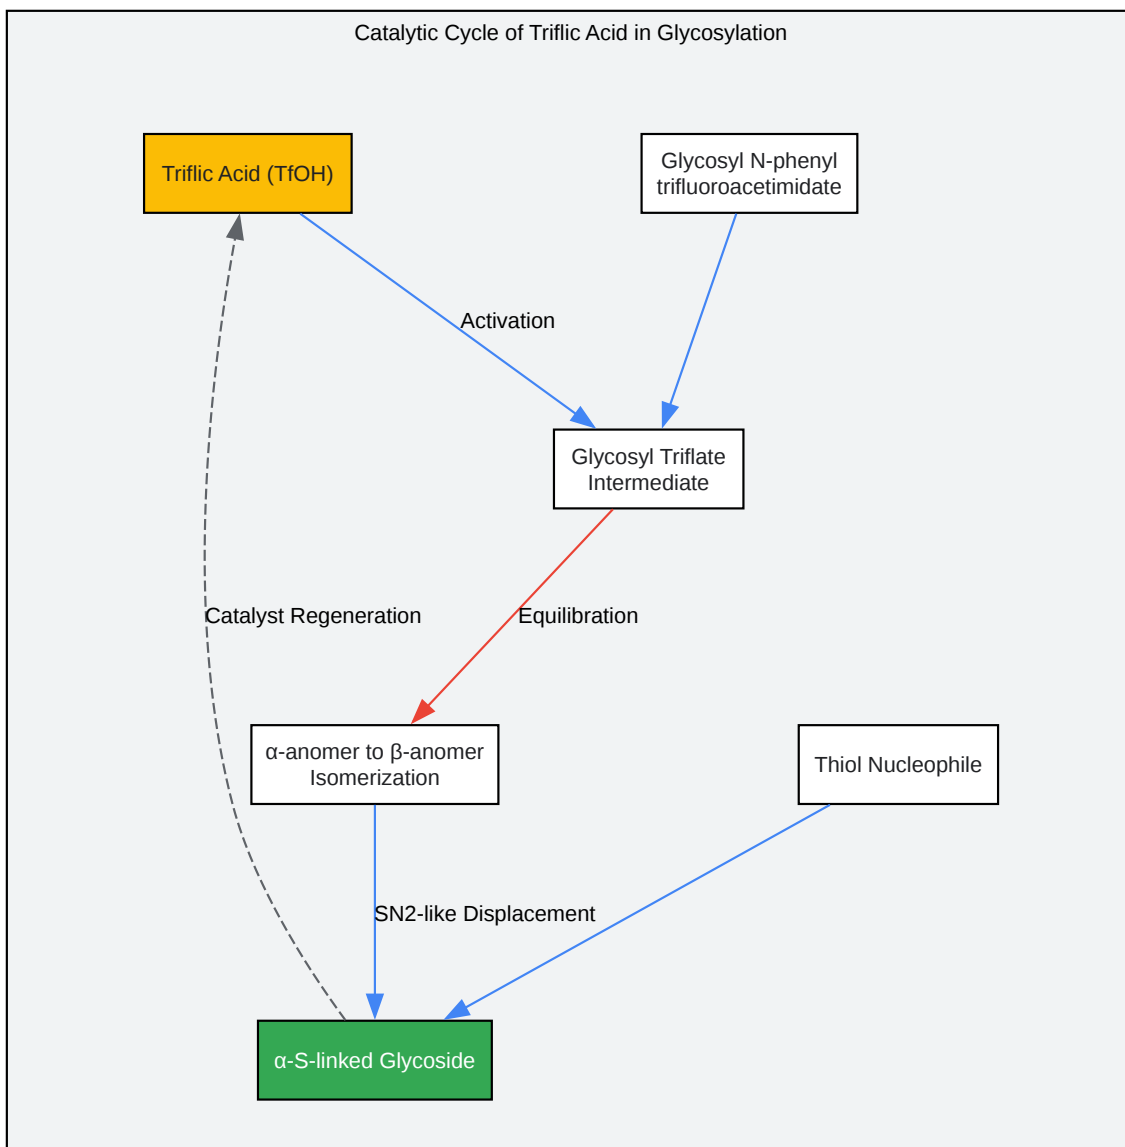 Catalytic Cycle of Triflic Acid in Glycosylation
Triflic Acid (TfOH)
Glycosyl N-phenyl
trifluoroacetimidate
Activation
Glycosyl Triflate
Intermediate
Catalyst Regeneration
Equilibration
α-anomer to β-anomer
Isomerization
Thiol Nucleophile
SN2-like Displacement
α-S-linked Glycoside